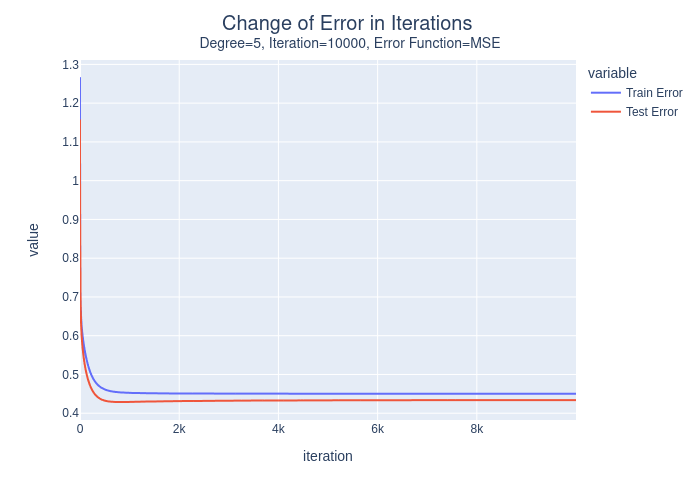 Change of Error in Iterations
Degree=5, Iteration=10000, Error Function=MSE
variable
Train Error
Test Error
value
1.3
1.2
1.1
1
0.9
0.8
0.7
0.6
0.5
0.4
0
2k
4k
6k
8k
iteration